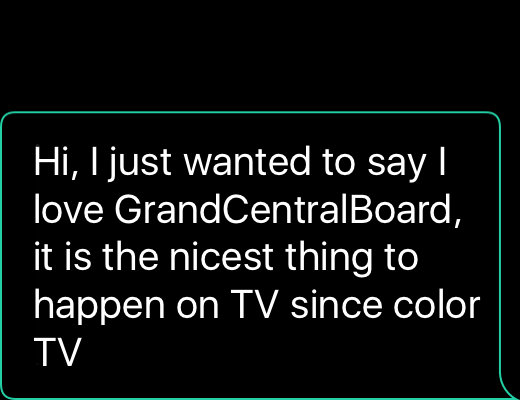 Hi, I just wanted to say I
love GrandCentralBoard,
it is the nicest thing to
happen on TV since color
TV